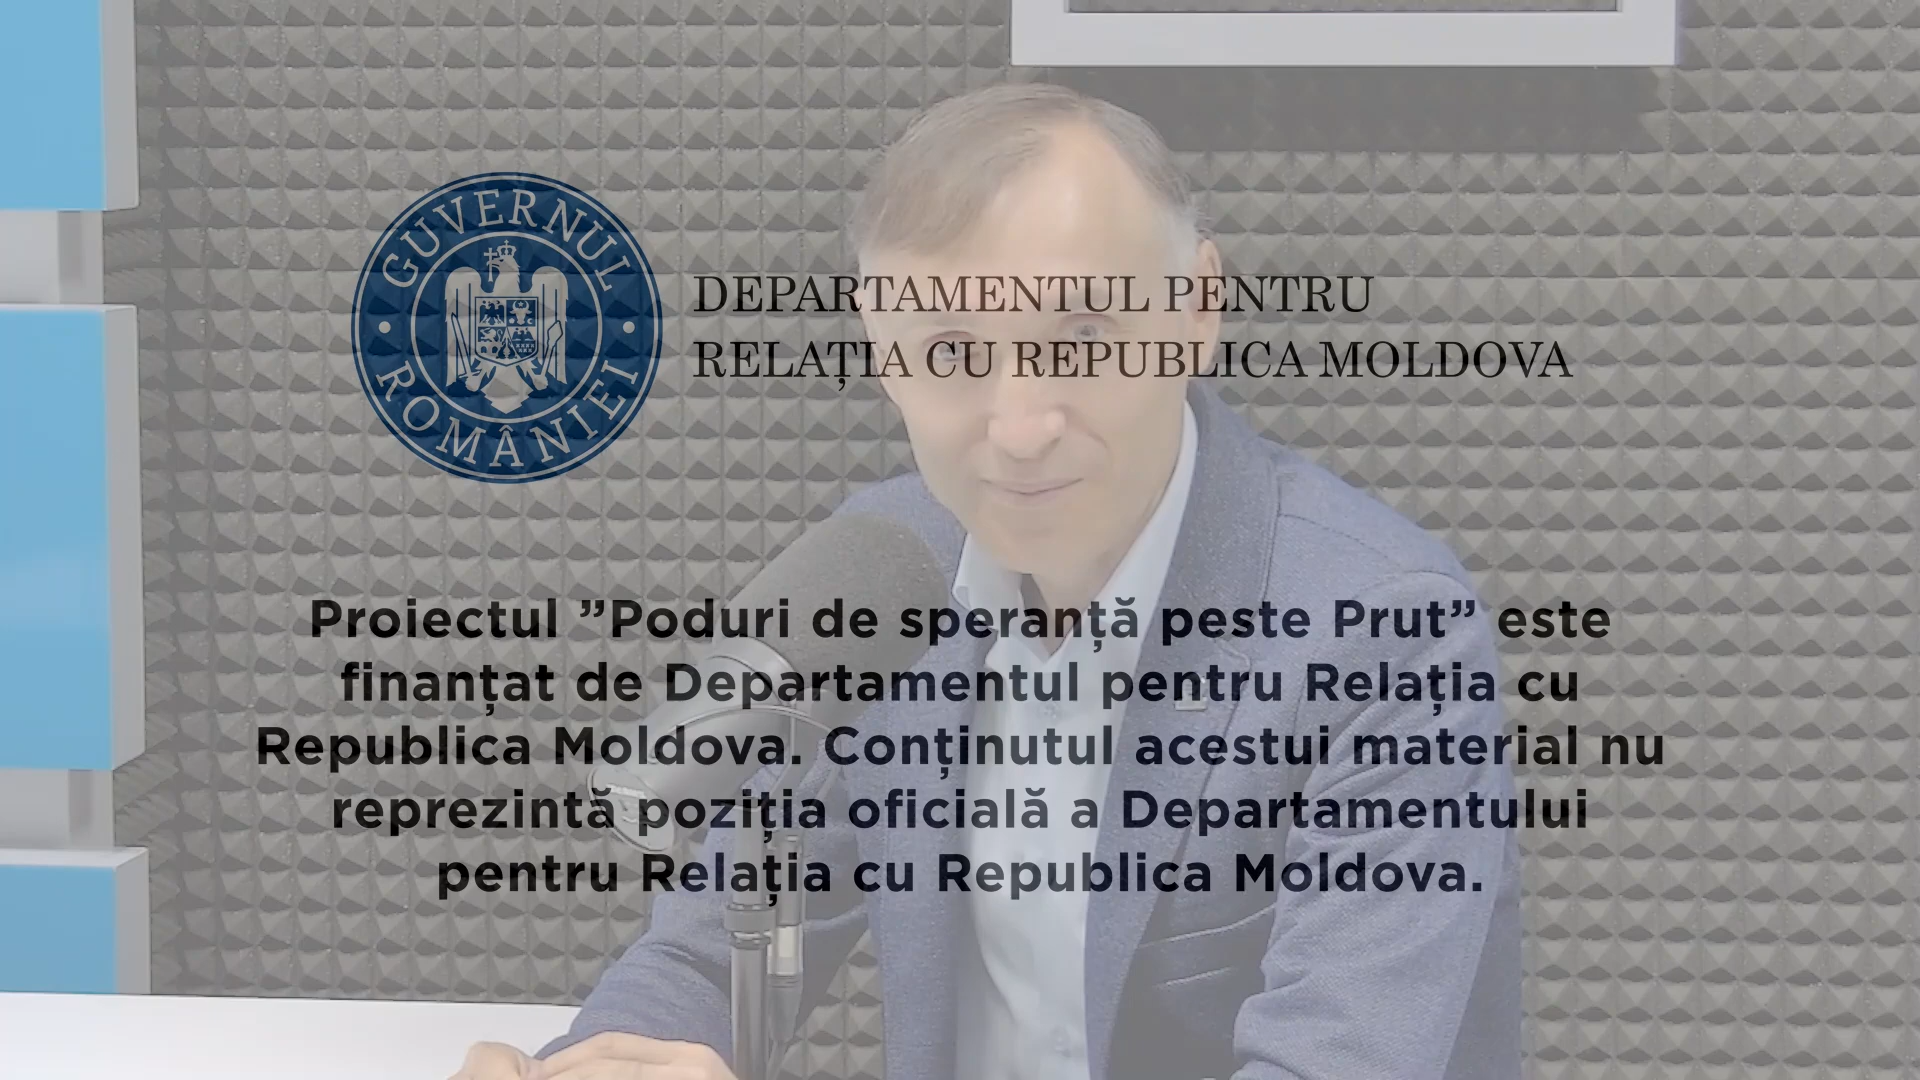 GUVERNUL
ROMÂNIEI
DEPARTAMENTUL PENTRU
RELAȚIA CU REPUBLICA MOLDOVA
Proiectul ”Poduri de speranță peste Prut” este
finanțat de Departamentul pentru Relația cu
Republica Moldova. Conținutul acestui material nu
reprezintă poziția oficială a Departamentului
pentru Relația cu Republica Moldova.